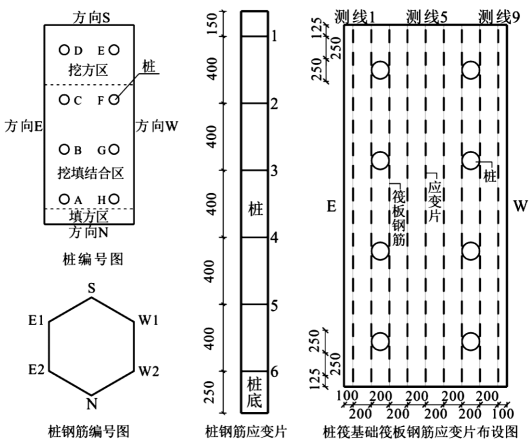 方向S
D
E
挖方区
C
F
桩
方向E
方向W
B
G
挖填结合区
A
H
填方区
方向N
桩编号图
S
E1
W1
E2
W2
N
桩钢筋编号图
150
400
400
400
400
400
250
1
2
3
桩
4
5
6
桩底
桩钢筋应变片
测线1
测线5
测线9
125
250
250
E
W
筏板钢筋
应变片
桩
250
250
125
100 200 200 200 200 100
200 200 200 200
桩筏基础筏板钢筋应变片布设图